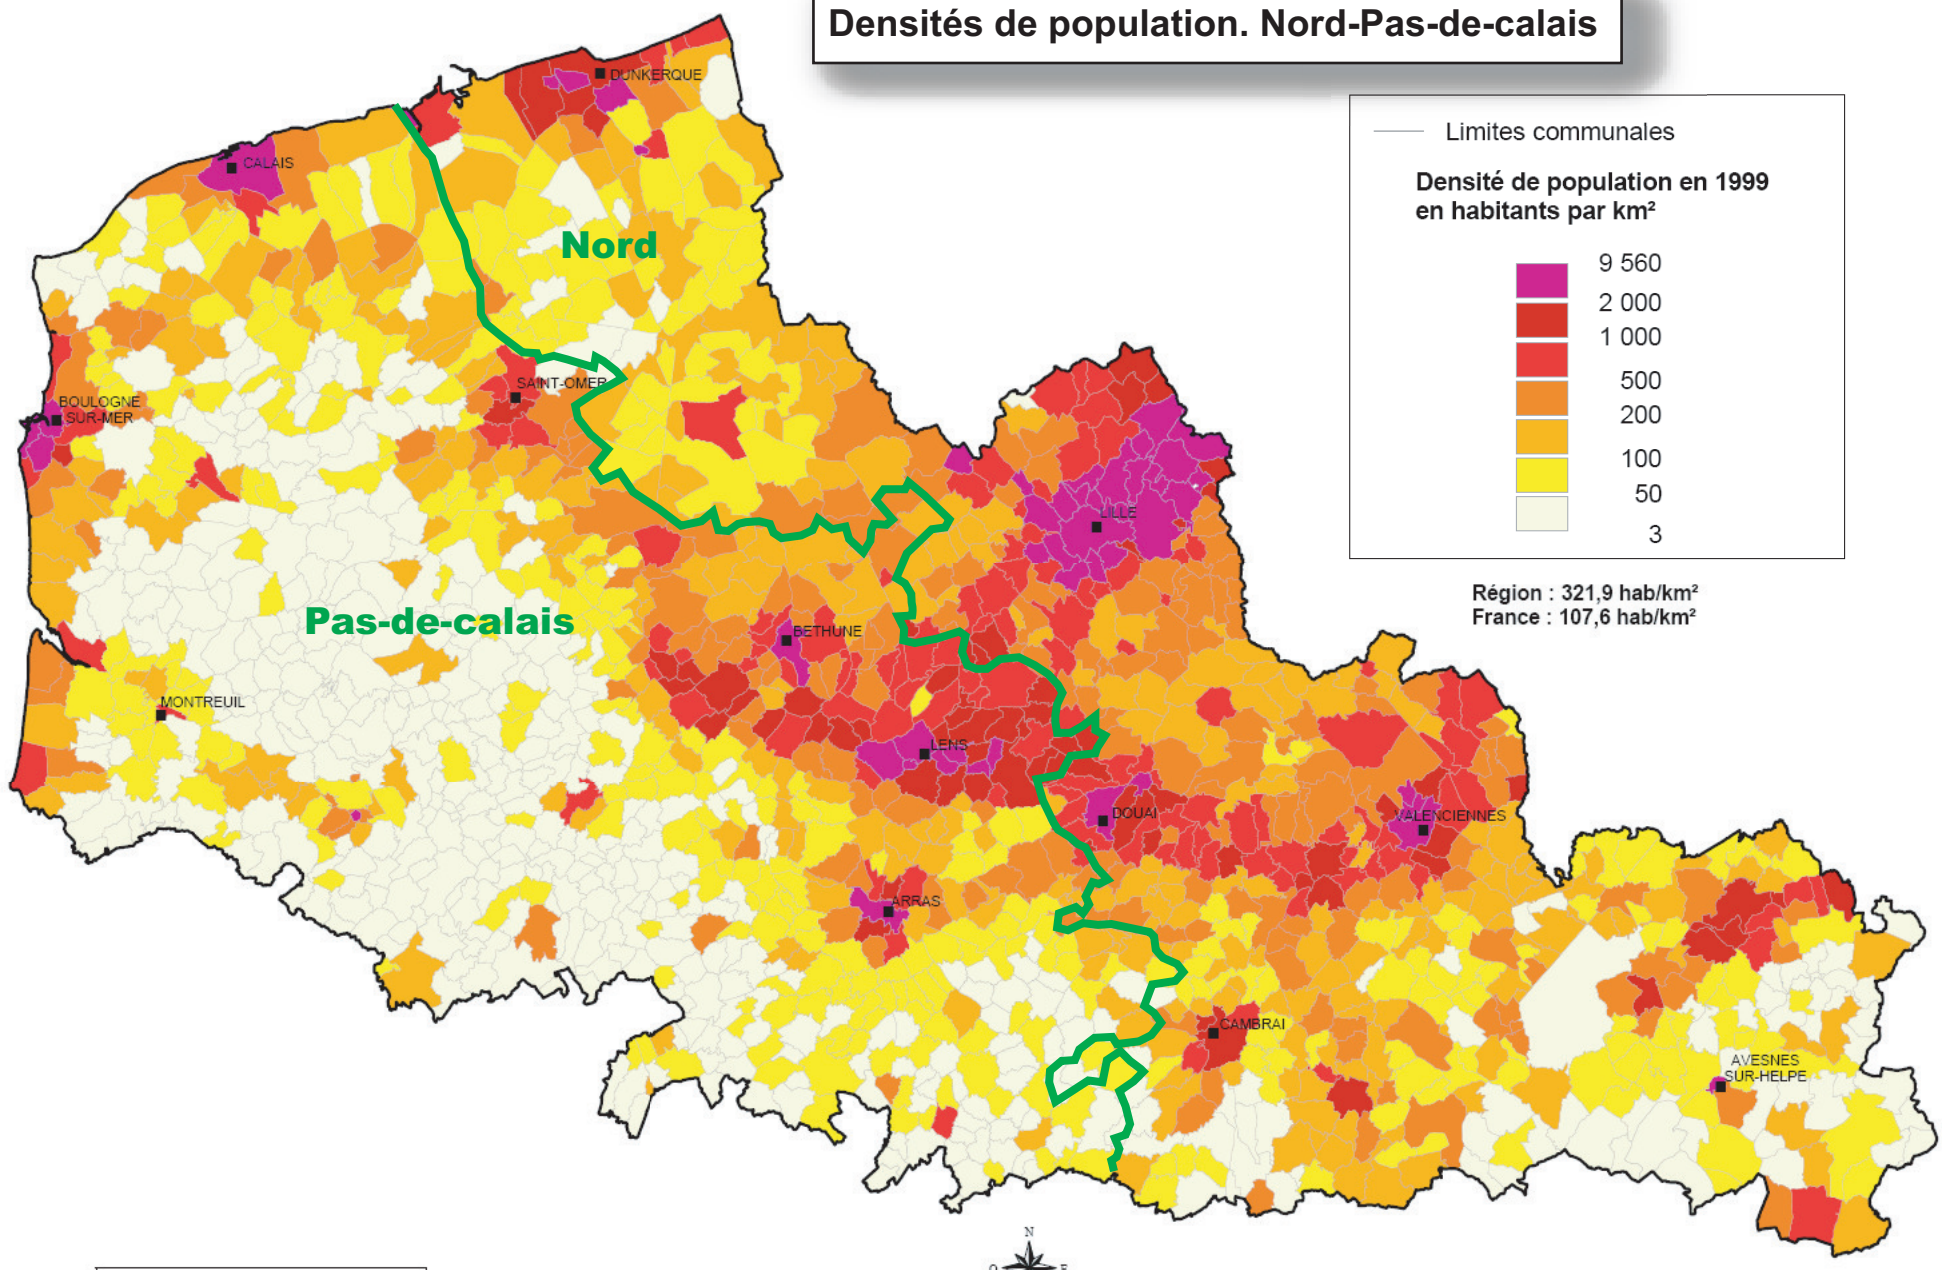 Densités de population. Nord-Pas-de-calais
Limites communales
Densité de population en 1999
en habitants par km²
9 560
2 000
1 000
500
200
100
50
3
Région : 321,9 hab/km²
France : 107,6 hab/km²
DUNKERQUE
CALAIS
Nord
SAINT-OMER
BOULOGNE
SUR-MER
LILLE
Pas-de-calais
BETHUNE
MONTREUIL
LENS
DOUAI
VALENCIENNES
ARRAS
CAMBRAI
AVESNES
SUR-HELPE
N
O E